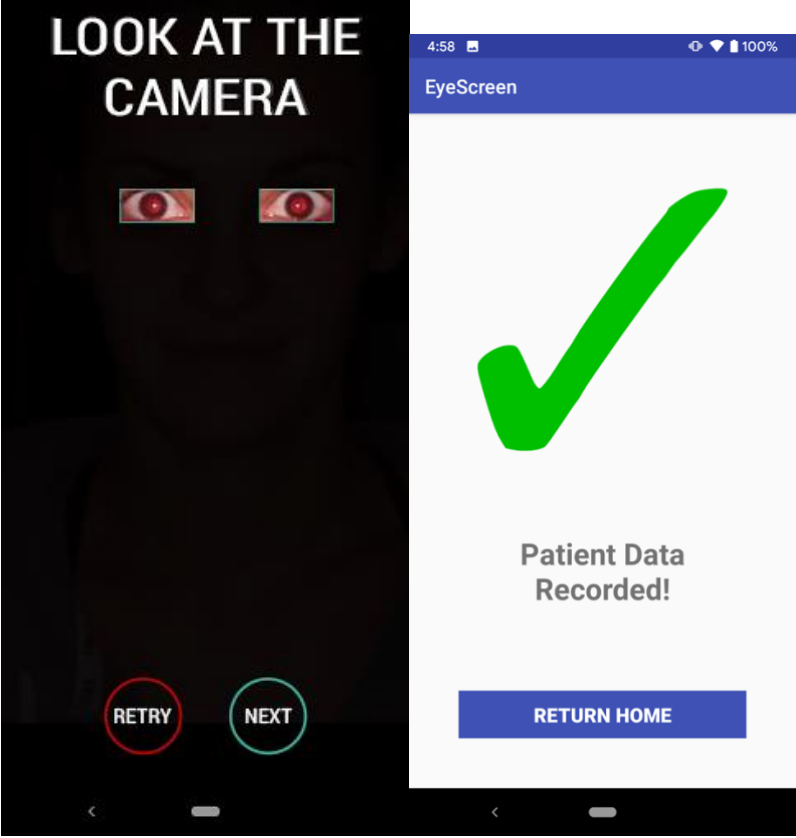 LOOK AT THE
CAMERA
RETRY
NEXT
4:58
100%
EyeScreen
Patient Data
Recorded!
RETURN HOME